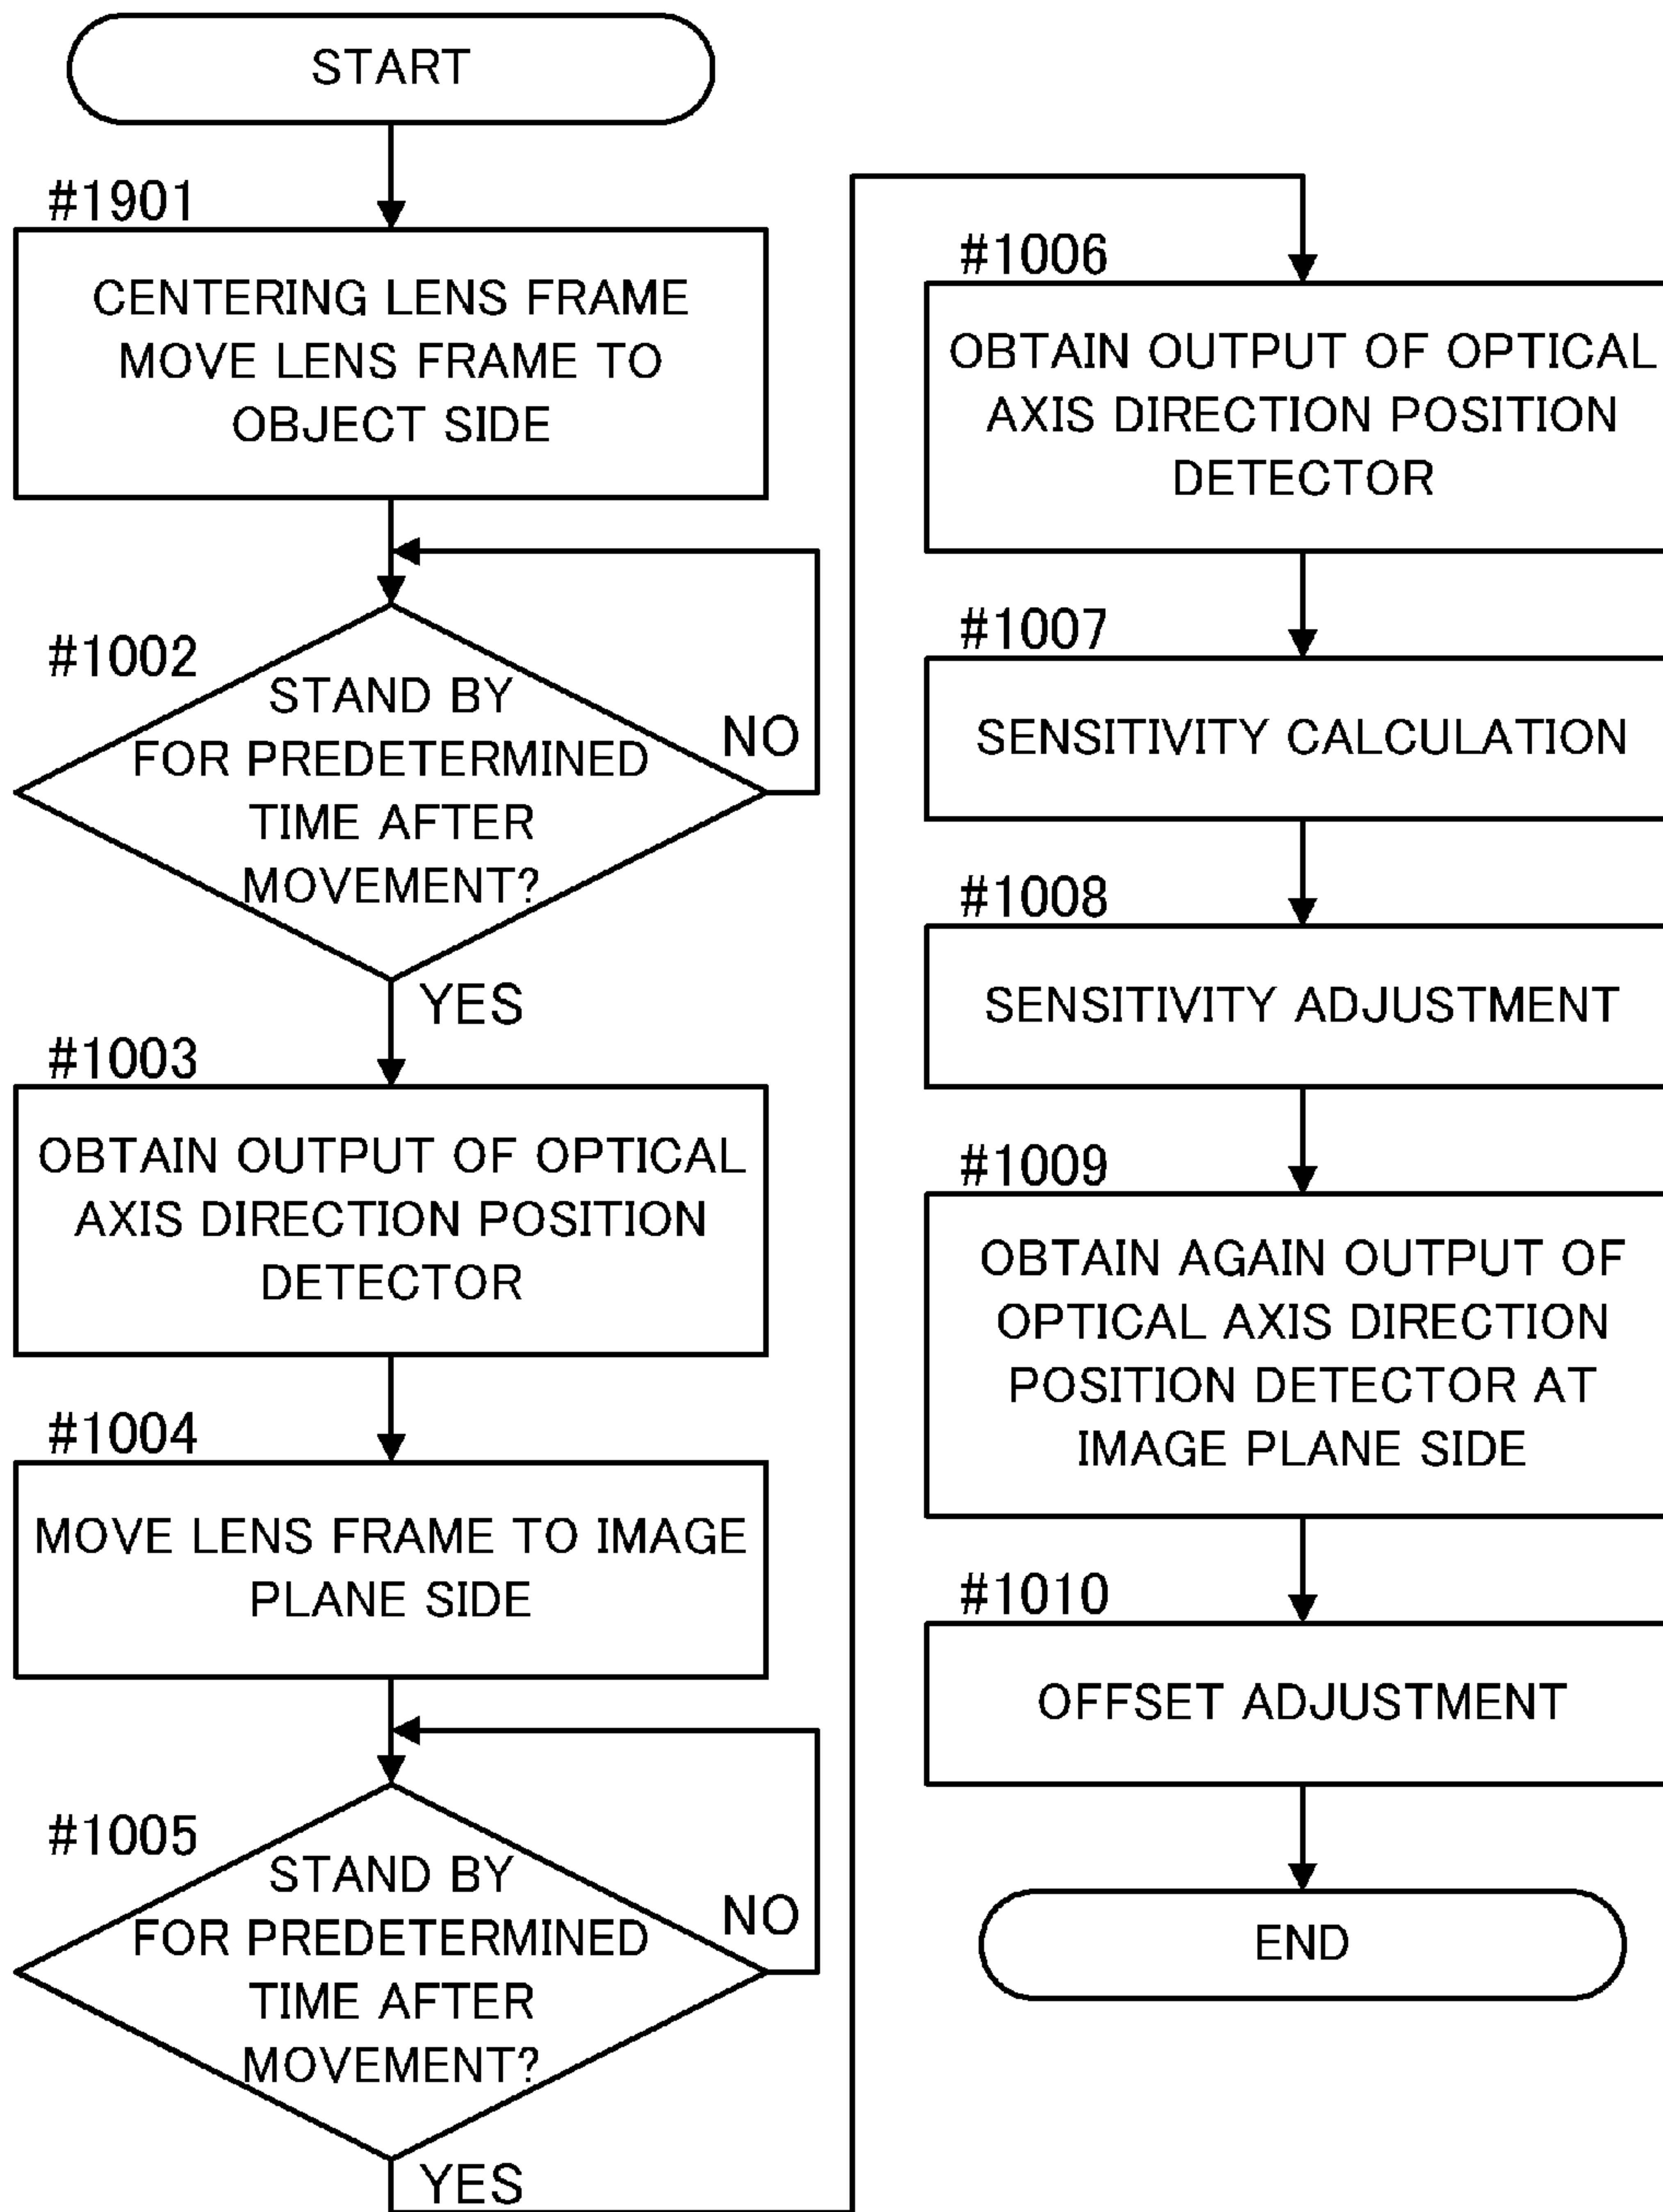 START
#1901
CENTERING LENS FRAME
MOVE LENS FRAME TO
OBJECT SIDE
#1002
STAND BY
FOR PREDETERMINED
TIME AFTER
MOVEMENT?
NO
YES
#1003
OBTAIN OUTPUT OF OPTICAL
AXIS DIRECTION POSITION
DETECTOR
#1004
MOVE LENS FRAME TO IMAGE
PLANE SIDE
#1005
STAND BY
FOR PREDETERMINED
TIME AFTER
MOVEMENT?
NO
YES
#1006
OBTAIN OUTPUT OF OPTICAL
AXIS DIRECTION POSITION
DETECTOR
#1007
SENSITIVITY CALCULATION
#1008
SENSITIVITY ADJUSTMENT
#1009
OBTAIN AGAIN OUTPUT OF
OPTICAL AXIS DIRECTION
POSITION DETECTOR AT
IMAGE PLANE SIDE
#1010
OFFSET ADJUSTMENT
END